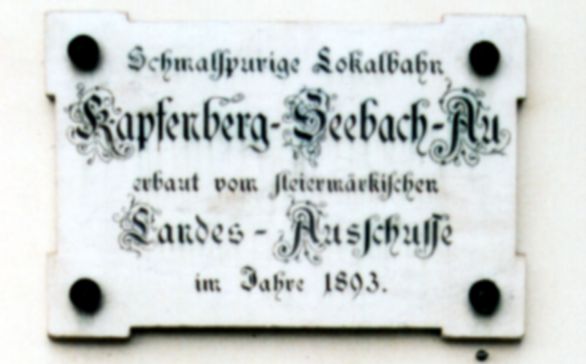 Schmalſpurige Lokalbahn
Kapfenberg-Seebach-Au
erbaut vom ſteiermärkiſchen
Landes-Ausſchuſſe
im Jahre 1893.